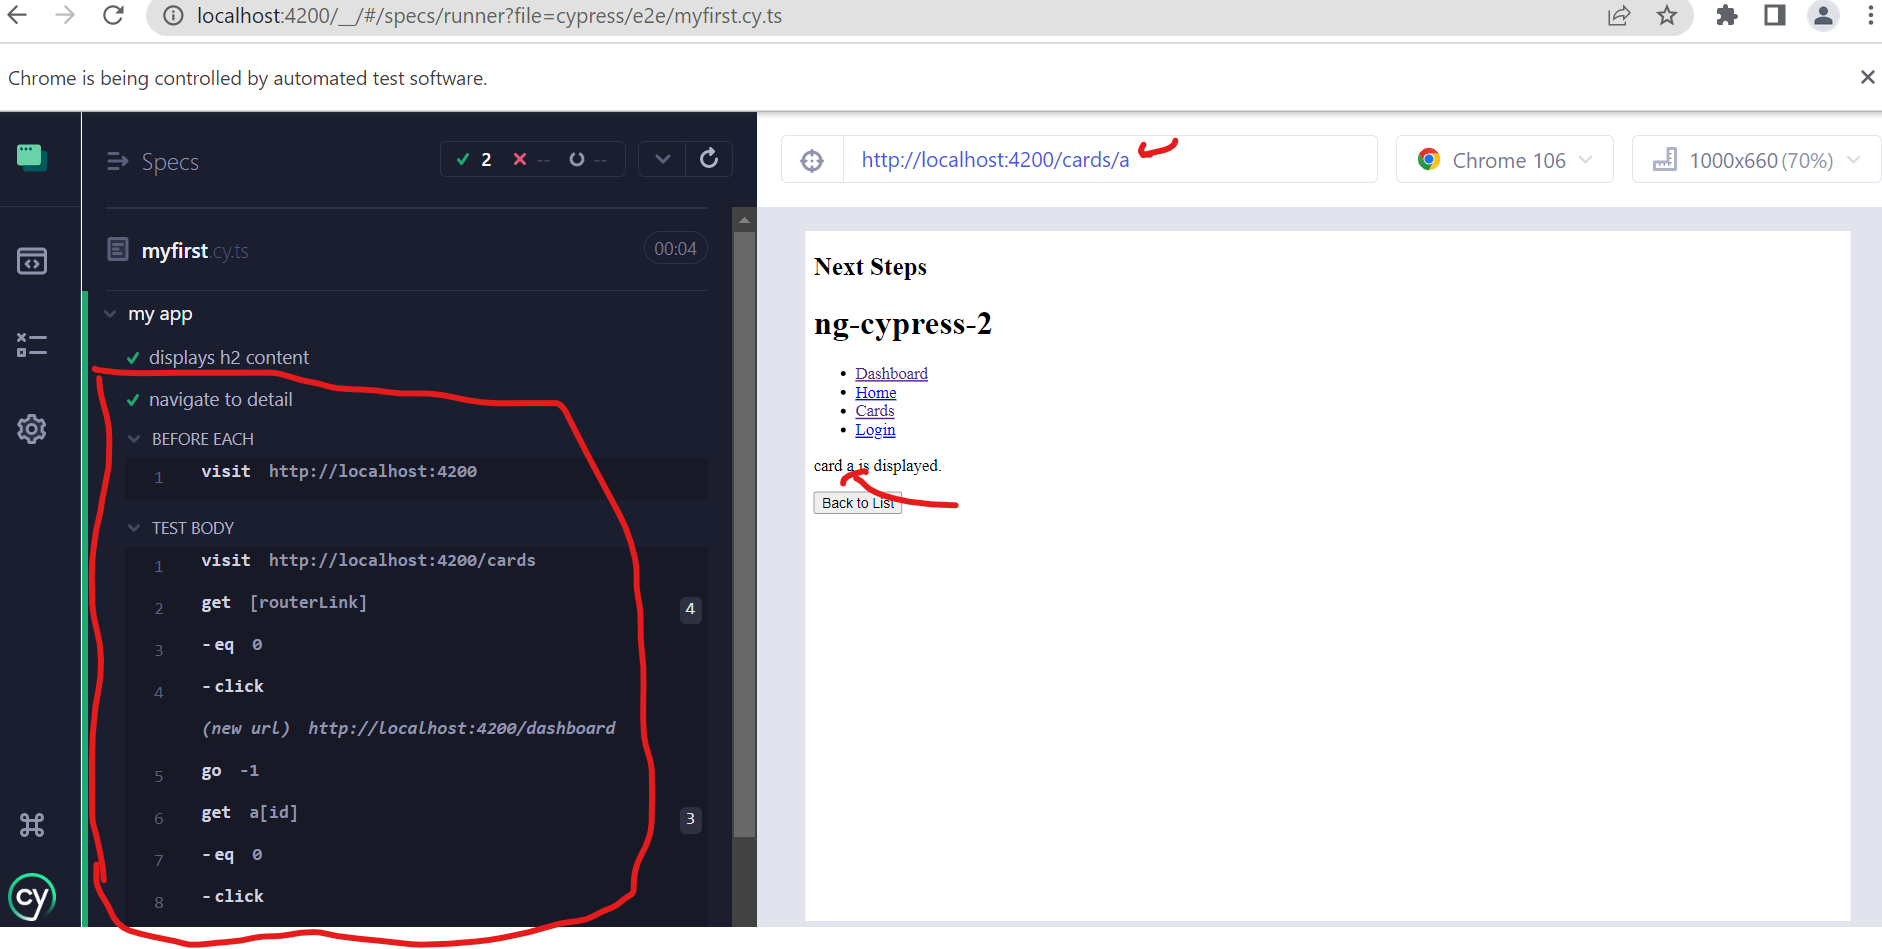 localhost:4200/__/#/specs/runner?file=cypress/e2e/myfirst.cy.ts
Chrome is being controlled by automated test software.
Specs
2 -- --
myfirst.cy.ts 00:04
my app
displays h2 content
navigate to detail
BEFORE EACH
1 visit http://localhost:4200
TEST BODY
1 visit http://localhost:4200/cards
2 get [routerLink] 4
3 -eq 0
4 -click
(new url) http://localhost:4200/dashboard
5 go -1
6 get a[id] 3
7 -eq 0
8 -click
cy
http://localhost:4200/cards/a
Chrome 106
1000x660 (70%)
Next Steps
ng-cypress-2
Dashboard
Home
Cards
Login
card a is displayed.
Back to List